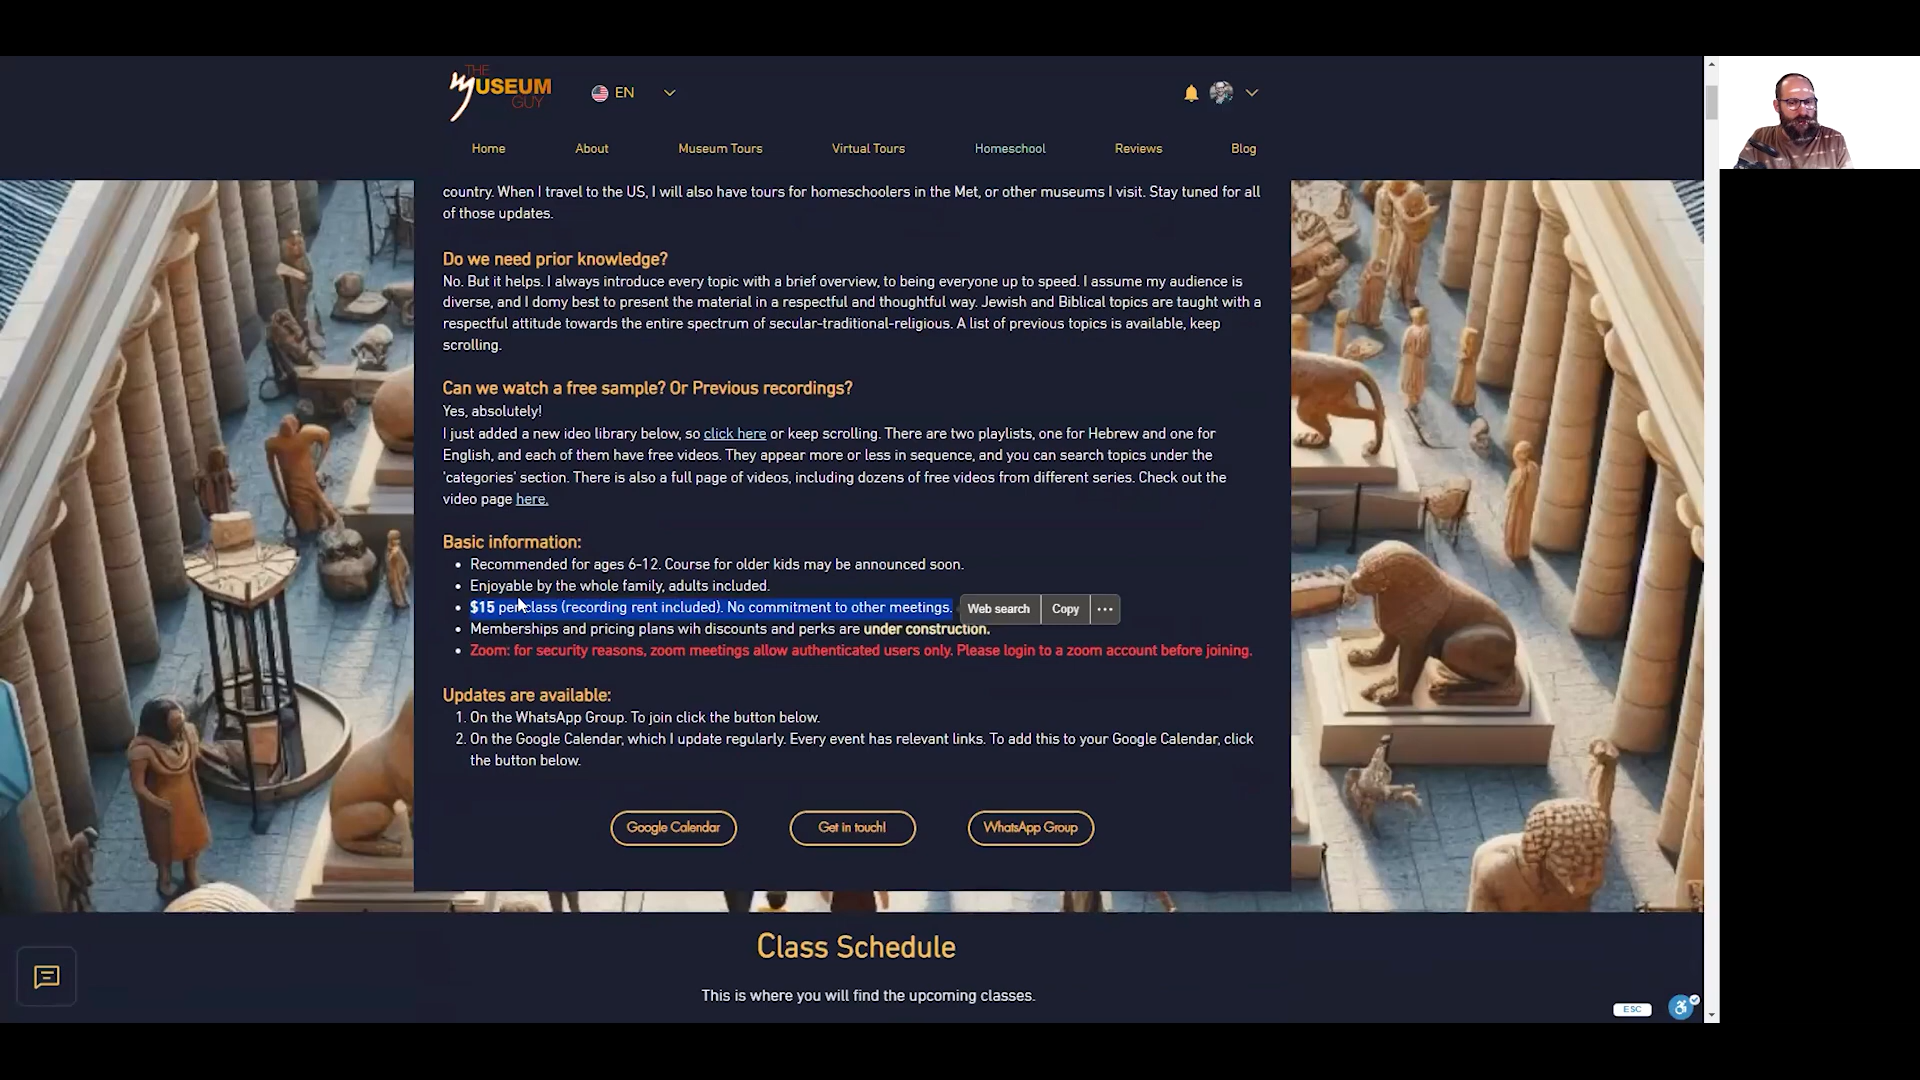 THE
MUSEUM
GUY
EN
Home About Museum Tours Virtual Tours Homeschool Reviews Blog
country. When I travel to the US, I will also have tours for homeschoolers in the Met, or other museums I visit. Stay tuned for all
of those updates.
Do we need prior knowledge?
No. But it helps. I always introduce every topic with a brief overview, to being everyone up to speed. I assume my audience is
diverse, and I domy best to present the material in a respectful and thoughtful way. Jewish and Biblical topics are taught with a
respectful attitude towards the entire spectrum of secular-traditional-religious. A list of previous topics is available, keep
scrolling.
Can we watch a free sample? Or Previous recordings?
Yes, absolutely!
I just added a new ideo library below, so click here or keep scrolling. There are two playlists, one for Hebrew and one for
English, and each of them have free videos. They appear more or less in sequence, and you can search topics under the
'categories' section. There is also a full page of videos, including dozens of free videos from different series. Check out the
video page here.
Basic information:
• Recommended for ages 6-12. Course for older kids may be announced soon.
• Enjoyable by the whole family, adults included.
• $15 per class (recording rent included). No commitment to other meetings. Web search Copy ...
• Memberships and pricing plans wih discounts and perks are under construction.
• Zoom: for security reasons, zoom meetings allow authenticated users only. Please login to a zoom account before joining.
Updates are available:
1. On the WhatsApp Group. To join click the button below.
2. On the Google Calendar, which I update regularly. Every event has relevant links. To add this to your Google Calendar, click
the button below.
Google Calendar Get in touch! WhatsApp Group
Class Schedule
This is where you will find the upcoming classes.
ESC